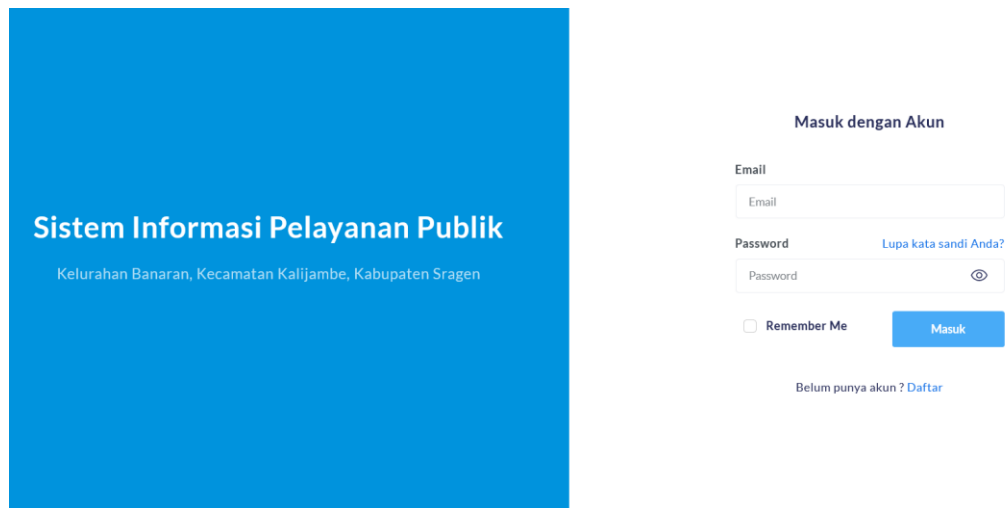 Sistem Informasi Pelayanan Publik
Kelurahan Banaran, Kecamatan Kalijambe, Kabupaten Sragen
Masuk dengan Akun
Email
Email
Password Lupa kata sandi Anda?
Password
Remember Me Masuk
Belum punya akun ? Daftar